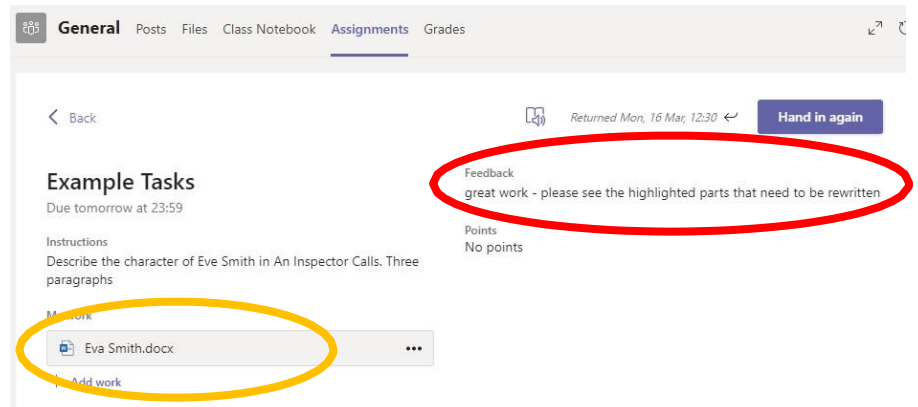 General Posts Files Class Notebook Assignments Grades
Back
Returned Mon, 16 Mar, 12:30
Hand in again
Example Tasks
Due tomorrow at 23:59
Instructions
Describe the character of Eve Smith in An Inspector Calls. Three
paragraphs
My work
Eva Smith.docx
Add work
Feedback
great work - please see the highlighted parts that need to be rewritten
Points
No points